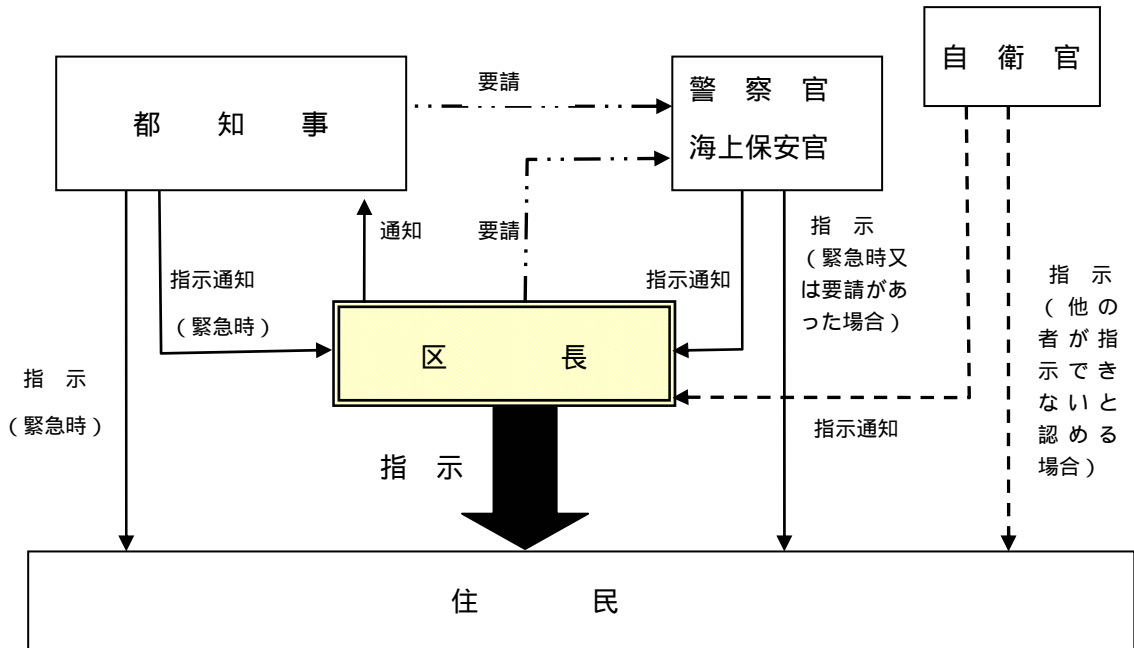 自 衛 官
都 知 事
要請
警 察 官
海上保安官
通知
要請
指示通知
(緊急時)
指示通知
指 示
(緊急時又
は要請があ
った場合)
指 示
(他の
者が指
示でき
ないと
認める
場合)
区 長
指 示
(緊急時)
指示通知
指 示
住 民